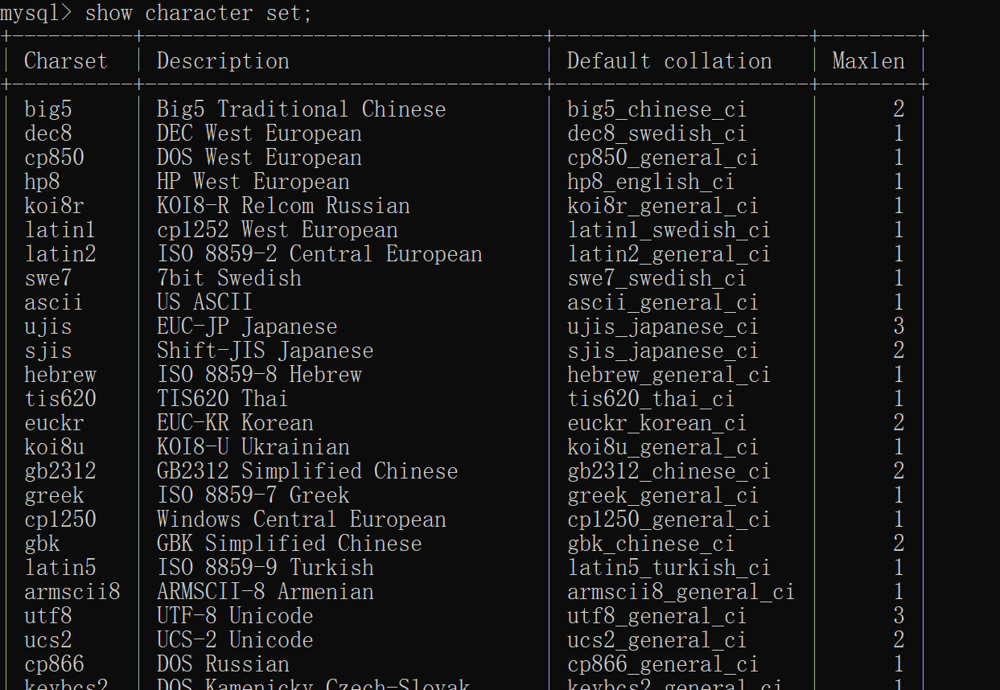 mysql> show character set;
+----------+---------------------------------+---------------------+--------+
| Charset | Description | Default collation | Maxlen |
+----------+---------------------------------+---------------------+--------+
| big5 | Big5 Traditional Chinese | big5_chinese_ci | 2 |
| dec8 | DEC West European | dec8_swedish_ci | 1 |
| cp850 | DOS West European | cp850_general_ci | 1 |
| hp8 | HP West European | hp8_english_ci | 1 |
| koi8r | KOI8-R Relcom Russian | koi8r_general_ci | 1 |
| latin1 | cp1252 West European | latin1_swedish_ci | 1 |
| latin2 | ISO 8859-2 Central European | latin2_general_ci | 1 |
| swe7 | 7bit Swedish | swe7_swedish_ci | 1 |
| ascii | US ASCII | ascii_general_ci | 1 |
| ujis | EUC-JP Japanese | ujis_japanese_ci | 3 |
| sjis | Shift-JIS Japanese | sjis_japanese_ci | 2 |
| hebrew | ISO 8859-8 Hebrew | hebrew_general_ci | 1 |
| tis620 | TIS620 Thai | tis620_thai_ci | 1 |
| euckr | EUC-KR Korean | euckr_korean_ci | 2 |
| koi8u | KOI8-U Ukrainian | koi8u_general_ci | 1 |
| gb2312 | GB2312 Simplified Chinese | gb2312_chinese_ci | 2 |
| greek | ISO 8859-7 Greek | greek_general_ci | 1 |
| cp1250 | Windows Central European | cp1250_general_ci | 1 |
| gbk | GBK Simplified Chinese | gbk_chinese_ci | 2 |
| latin5 | ISO 8859-9 Turkish | latin5_turkish_ci | 1 |
| armscii8 | ARMSCII-8 Armenian | armscii8_general_ci | 1 |
| utf8 | UTF-8 Unicode | utf8_general_ci | 3 |
| ucs2 | UCS-2 Unicode | ucs2_general_ci | 2 |
| cp866 | DOS Russian | cp866_general_ci | 1 |
| keybcs2 | DOS Kamenicky Czech-Slovak | keybcs2_general_ci | 1 |